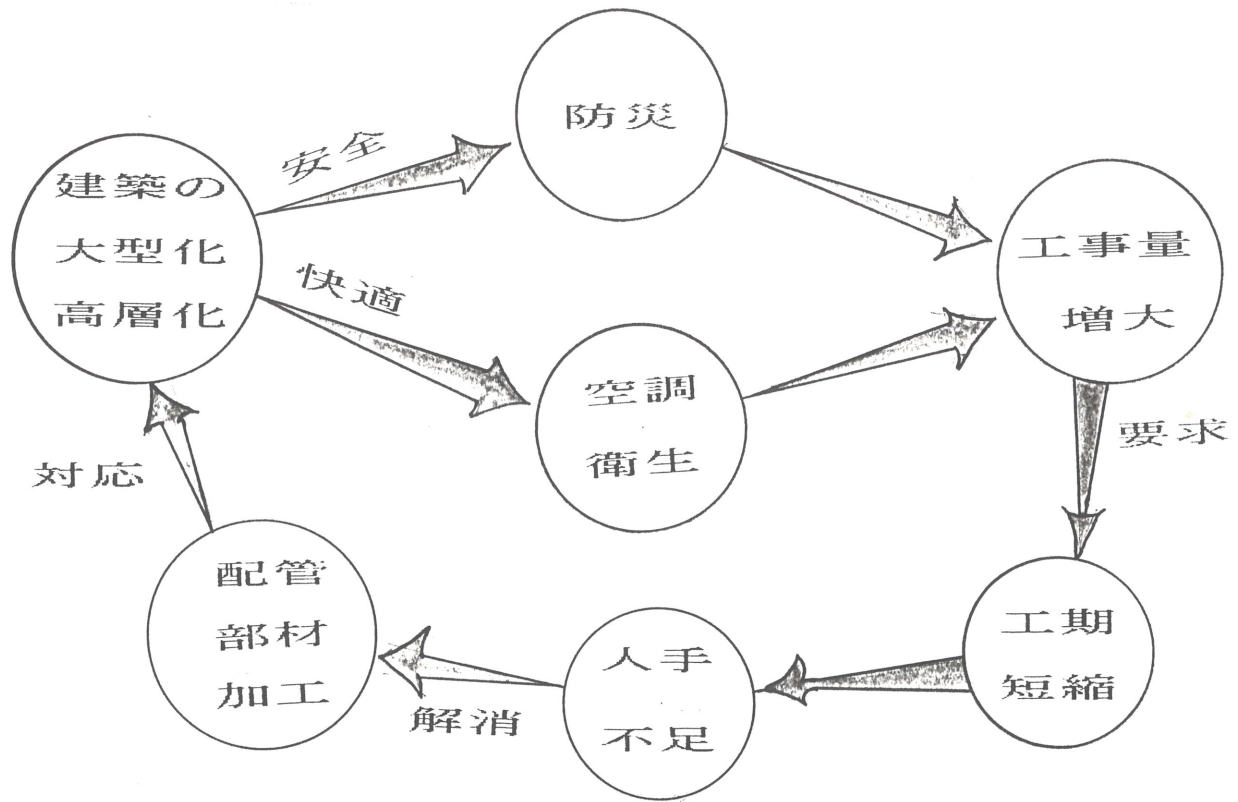 防災
安全
建築の
大型化
高層化
快適
工事量
増大
空調
衛生
要求
対応
配管
部材
加工
工期
短縮
人手
不足
解消